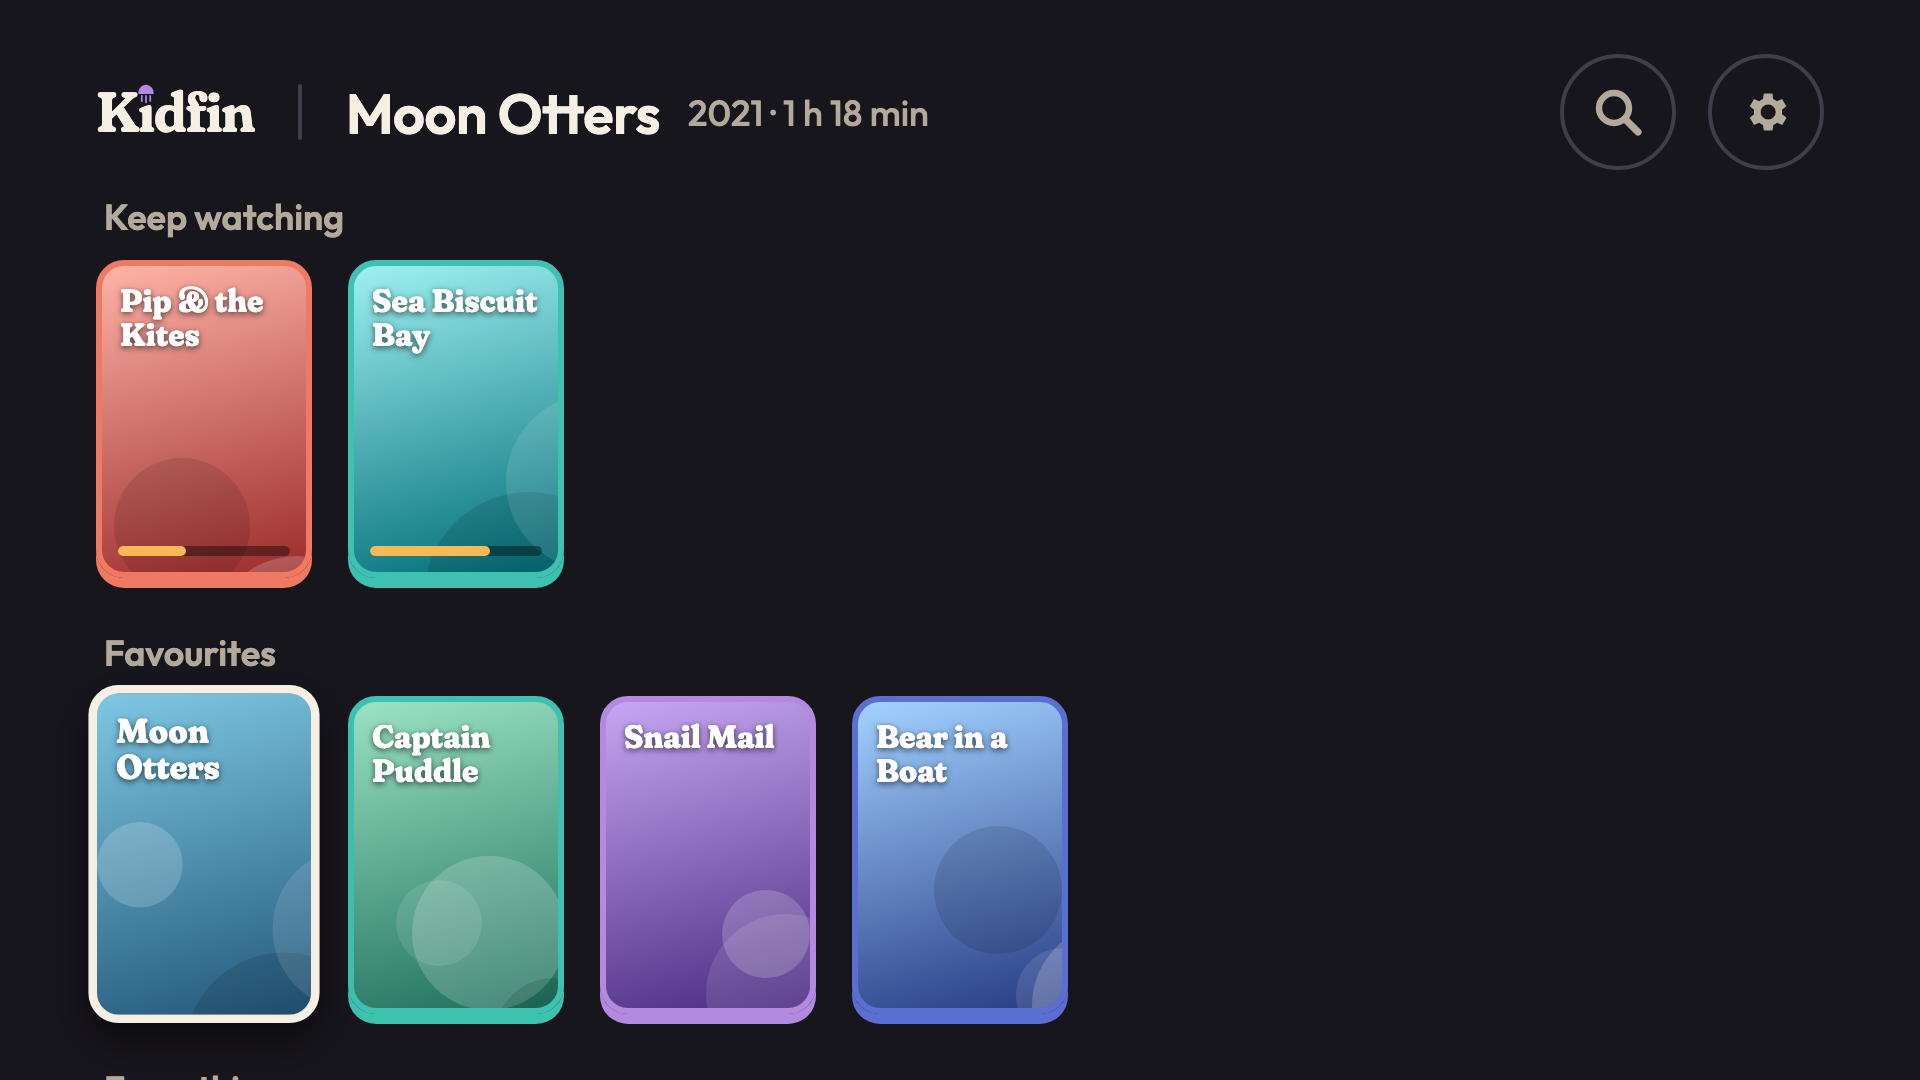 Kidfin
Moon Otters 2021 · 1 h 18 min
Keep watching
Pip & the
Kites
Sea Biscuit
Bay
Favourites
Moon
Otters
Captain
Puddle
Snail Mail
Bear in a
Boat